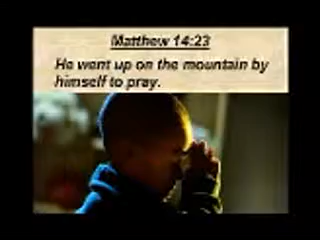 Matthew 14:23
He went up on the mountain by
himself to pray.